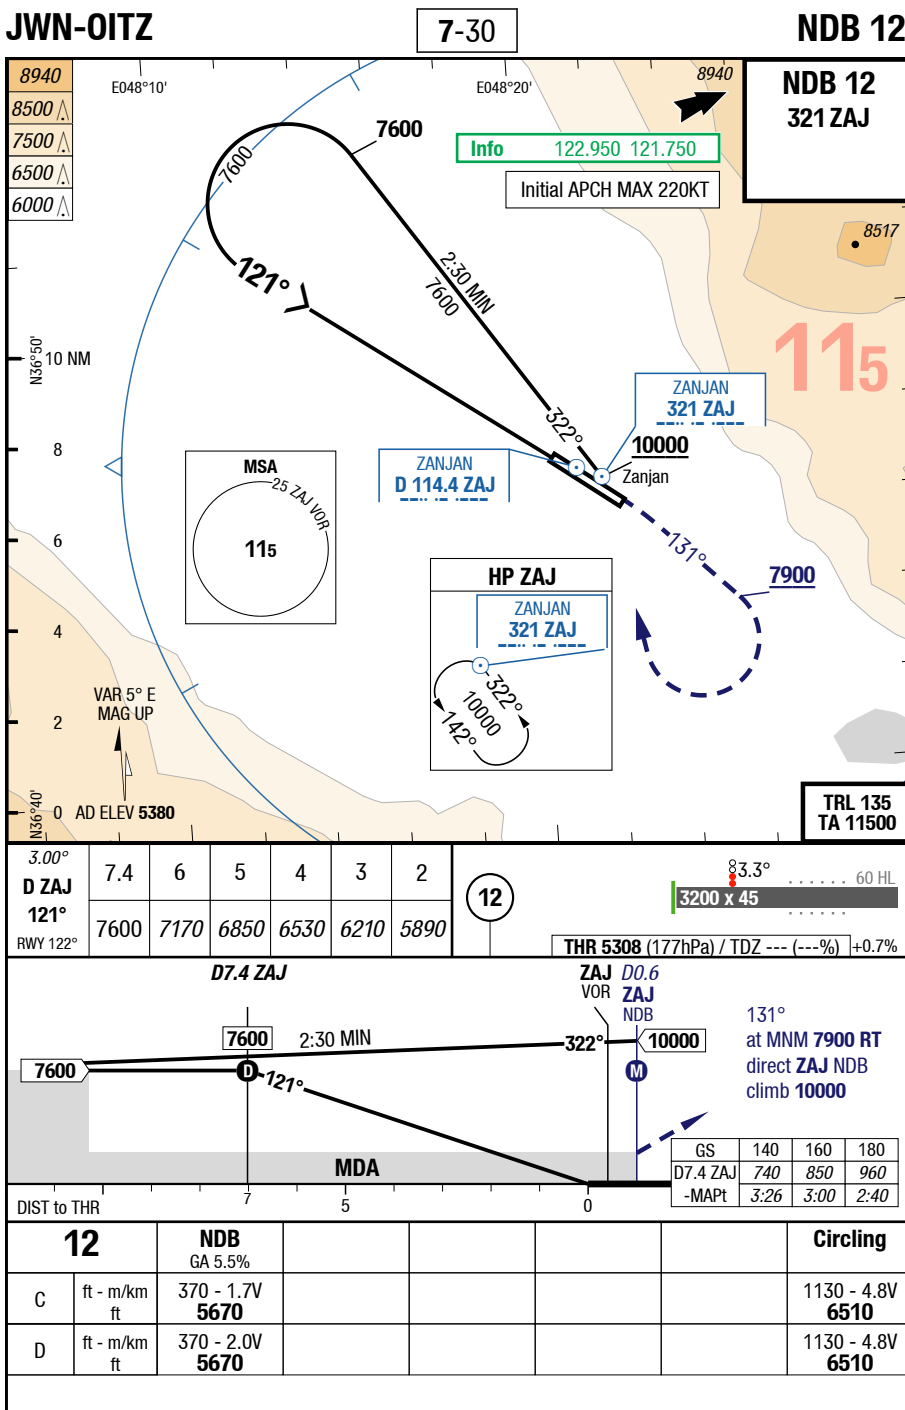 JWN-OITZ
7-30
NDB 12
8940
8500
7500
6500
6000
E048°10'
E048°20'
8940
NDB 12
321 ZAJ
7600
7600
Info 122.950 121.750
Initial APCH MAX 220KT
8517
121°
2:30 MIN
7600
115
N36°50'
10 NM
ZANJAN
321 ZAJ
322°
10000
Zanjan
8
ZANJAN
D 114.4 ZAJ
MSA
25 ZAJ VOR
115
6
131°
7900
HP ZAJ
ZANJAN
321 ZAJ
322°
10000
142°
4
VAR 5° E
MAG UP
2
N36°40'
0
AD ELEV 5380
TRL 135
TA 11500
3.00°
D ZAJ
121°
RWY 122°
7.4 6 5 4 3 2
7600 7170 6850 6530 6210 5890
12
3.3°
60 HL
3200 x 45
THR 5308 (177hPa) / TDZ --- (---%)
+0.7%
D7.4 ZAJ
ZAJ
VOR
D0.6
ZAJ
NDB
7600
2:30 MIN
322°
10000
7600
D
121°
M
131°
at MNM 7900 RT
direct ZAJ NDB
climb 10000
MDA
GS 140 160 180
D7.4 ZAJ 740 850 960
-MAPt 3:26 3:00 2:40
DIST to THR
7
5
0
12
NDB
GA 5.5%
Circling
C
ft - m/km
ft
370 - 1.7V
5670
1130 - 4.8V
6510
D
ft - m/km
ft
370 - 2.0V
5670
1130 - 4.8V
6510